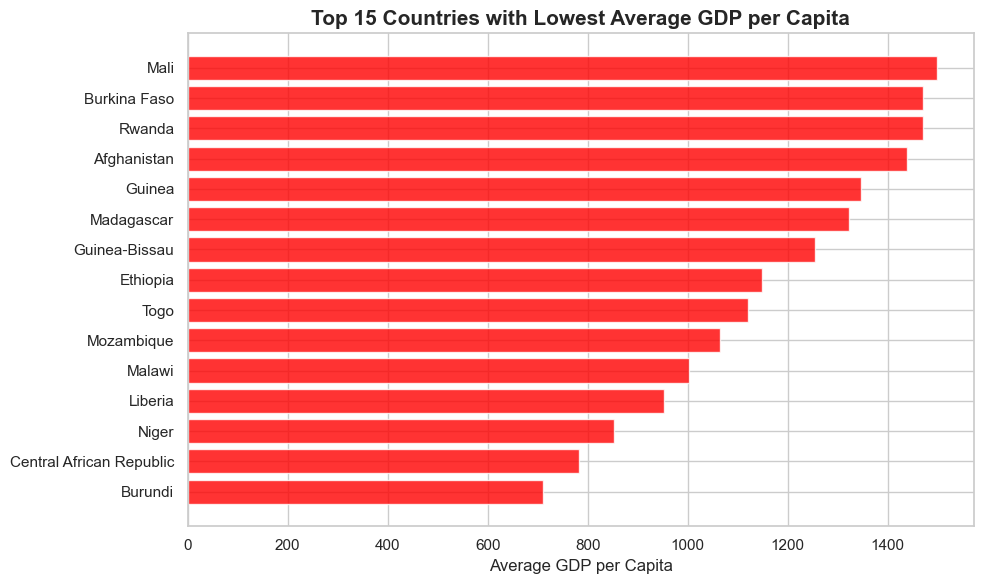 Top 15 Countries with Lowest Average GDP per Capita
Mali
Burkina Faso
Rwanda
Afghanistan
Guinea
Madagascar
Guinea-Bissau
Ethiopia
Togo
Mozambique
Malawi
Liberia
Niger
Central African Republic
Burundi
0 200 400 600 800 1000 1200 1400
Average GDP per Capita